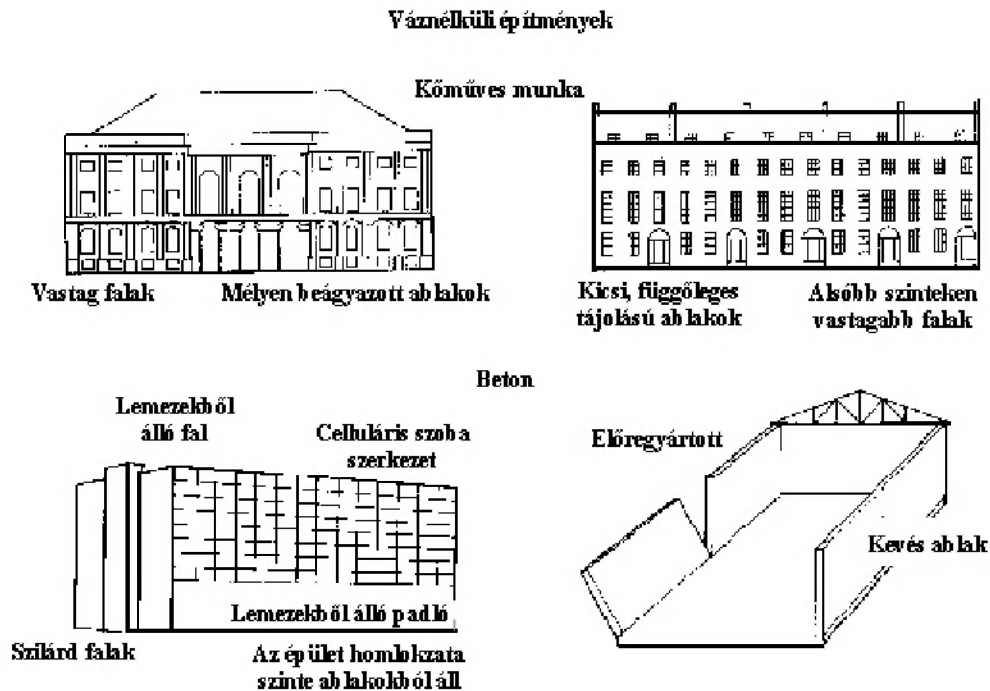 Váznélküli építmények
Kőműves munka
Vastag falak
Mélyen beágyazott ablakok
Kicsi, függőleges
tájolású ablakok
Alsóbb szinteken
vastagabb falak
Beton
Lemezekből
álló fal
Celluláris szoba
szerkezet
Lemezekből álló padló
Szilárd falak
Az épület homlokzata
szinte ablakokból áll
Előregyártott
Kevés ablak